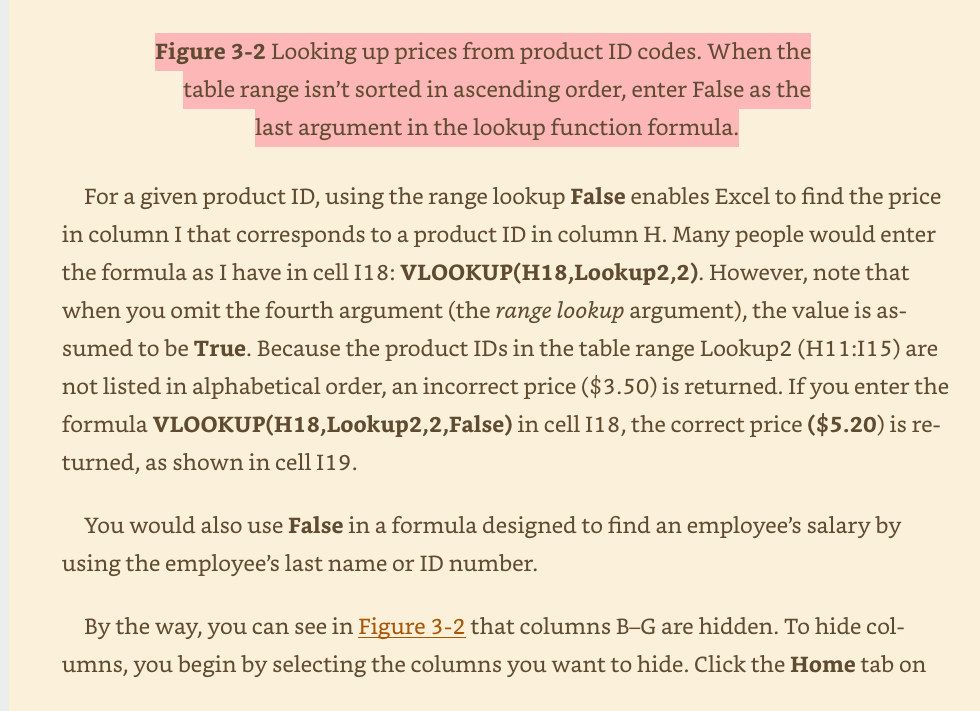 Figure 3-2 Looking up prices from product ID codes. When the
table range isn’t sorted in ascending order, enter False as the
last argument in the lookup function formula.
For a given product ID, using the range lookup False enables Excel to find the price
in column I that corresponds to a product ID in column H. Many people would enter
the formula as I have in cell I18: VLOOKUP(H18,Lookup2,2). However, note that
when you omit the fourth argument (the range lookup argument), the value is as-
sumed to be True. Because the product IDs in the table range Lookup2 (H11:I15) are
not listed in alphabetical order, an incorrect price ($3.50) is returned. If you enter the
formula VLOOKUP(H18,Lookup2,2,False) in cell I18, the correct price ($5.20) is re-
turned, as shown in cell I19.
You would also use False in a formula designed to find an employee’s salary by
using the employee’s last name or ID number.
By the way, you can see in Figure 3-2 that columns B–G are hidden. To hide col-
umns, you begin by selecting the columns you want to hide. Click the Home tab on